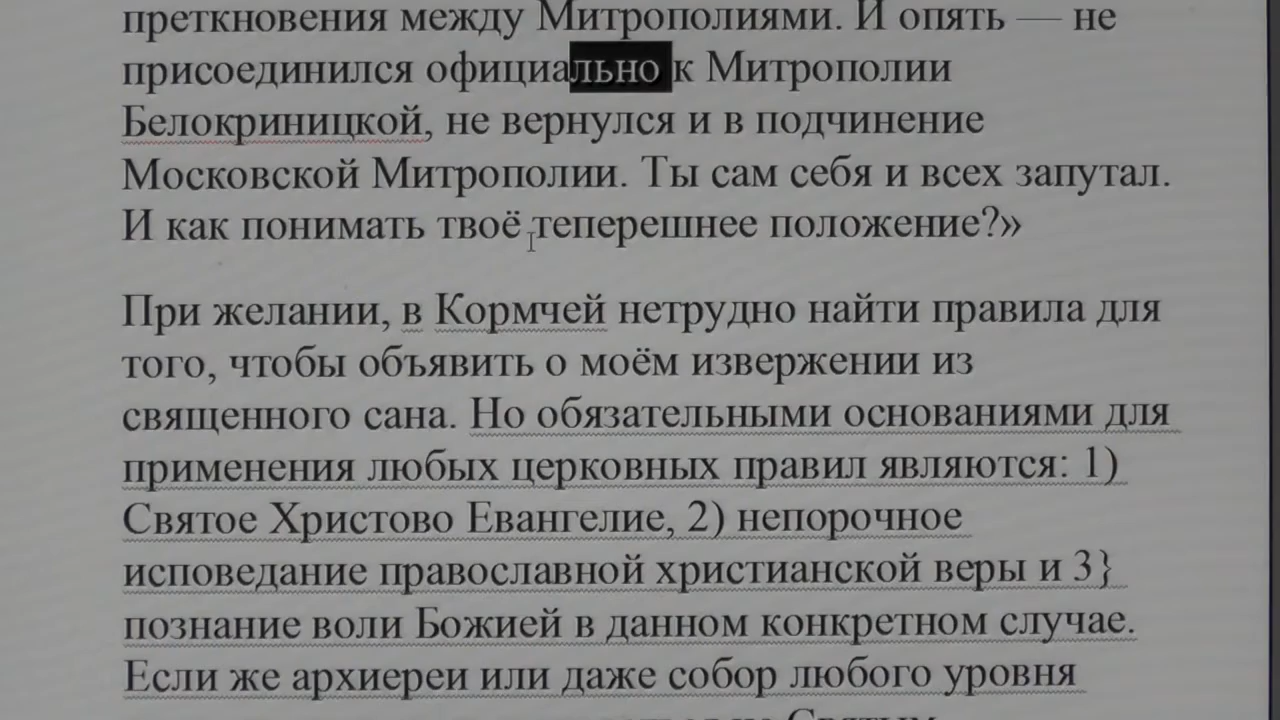 преткновения между Митрополиями. И опять — не
присоединился официально к Митрополии
Белокриницкой, не вернулся и в подчинение
Московской Митрополии. Ты сам себя и всех запутал.
И как понимать твоё теперешнее положение?»
При желании, в Кормчей нетрудно найти правила для
того, чтобы объявить о моём извержении из
священного сана. Но обязательными основаниями для
применения любых церковных правил являются: 1)
Святое Христово Евангелие, 2) непорочное
исповедание православной христианской веры и 3}
познание воли Божией в данном конкретном случае.
Если же архиереи или даже собор любого уровня